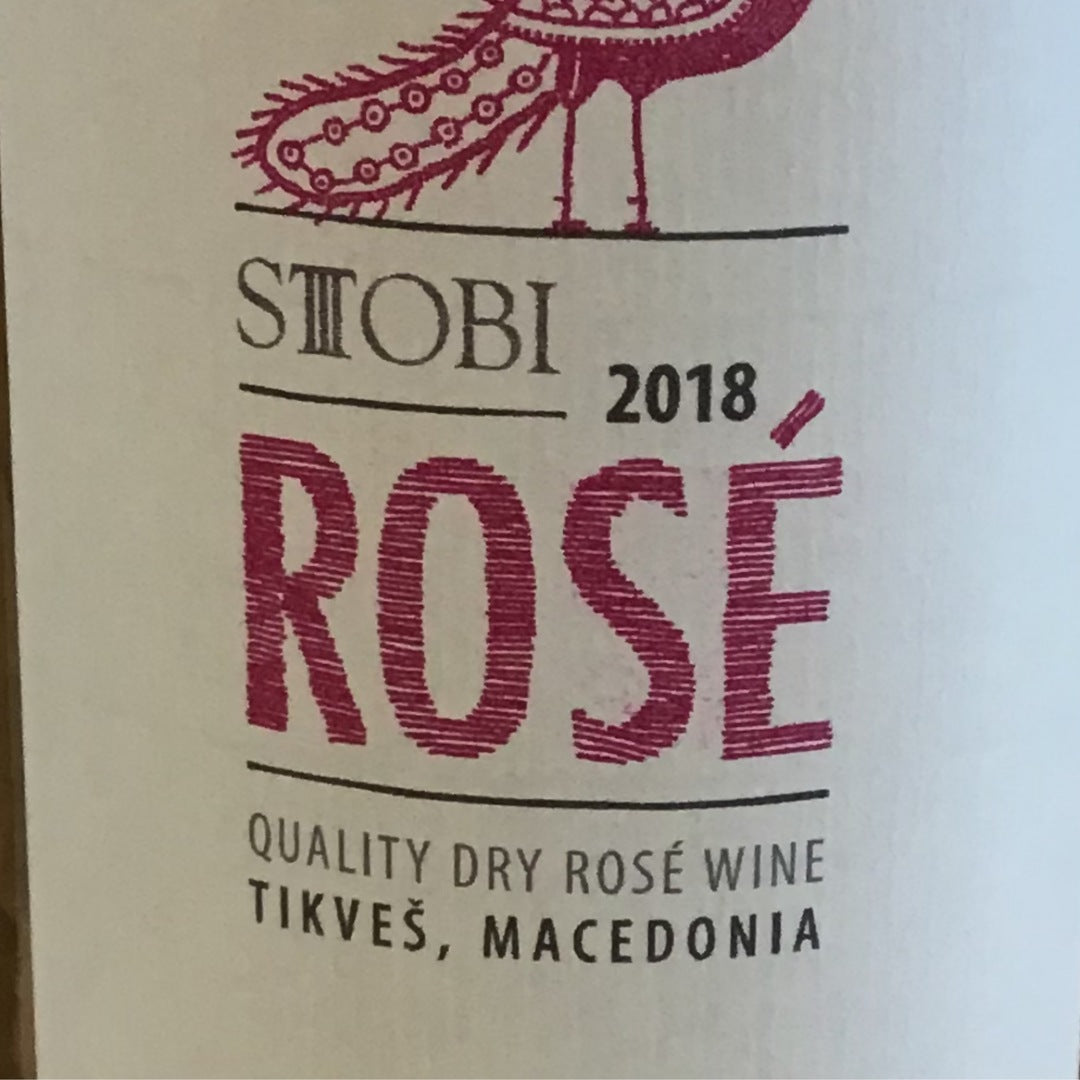 STOBI
2018
ROSÉ
QUALITY DRY ROSÉ WINE
TIKVEŠ, MACEDONIA